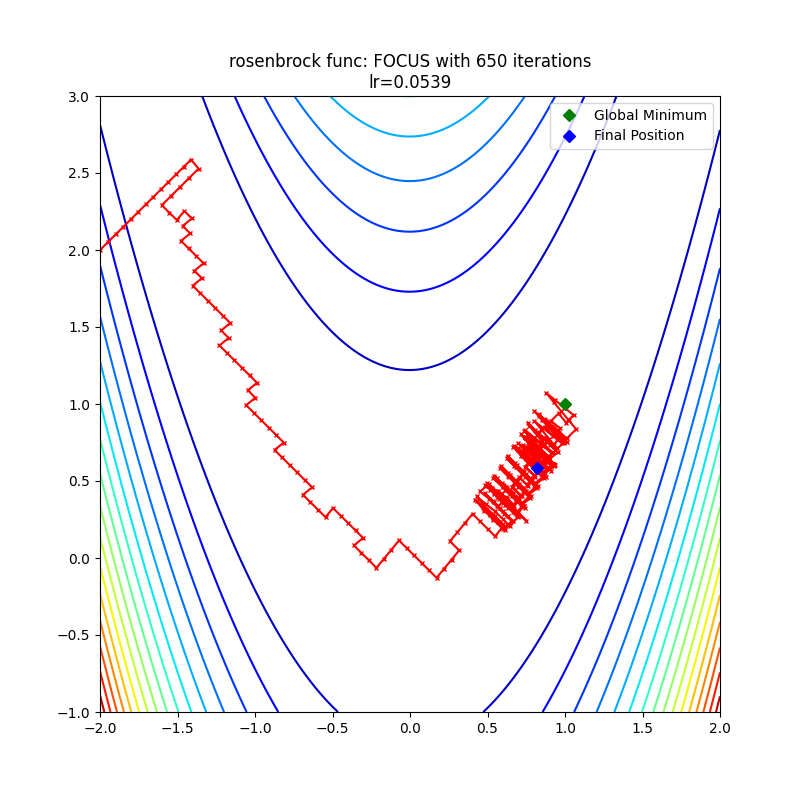 rosenbrock func: FOCUS with 650 iterations
lr=0.0539
Global Minimum
Final Position
3.0
2.5
2.0
1.5
1.0
0.5
0.0
−0.5
−1.0
−2.0 −1.5 −1.0 −0.5 0.0 0.5 1.0 1.5 2.0